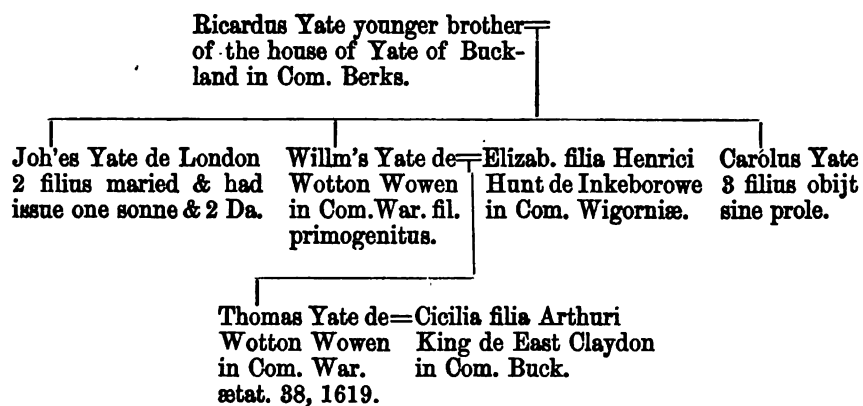 Ricardus Yate younger brother
of the house of Yate of Buck-
land in Com. Berks.
Joh'es Yate de London
2 filius maried & had
issue one sonne & 2 Da.
Willm's Yate de
Wotton Wowen
in Com. War. fil.
primogenitus.
Elizab. filia Henrici
Hunt de Inkeborowe
in Com. Wigorniæ.
Carolus Yate
3 filius obijt
sine prole.
Thomas Yate de
Wotton Wowen
in Com. War.
ætat. 38, 1619.
Cicilia filia Arthuri
King de East Claydon
in Com. Buck.